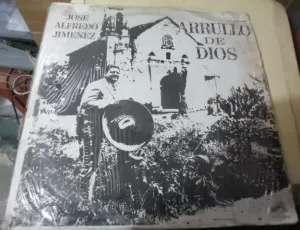 JOSE
ALFREDO
JIMENEZ
ARRULLO
DE
DIOS